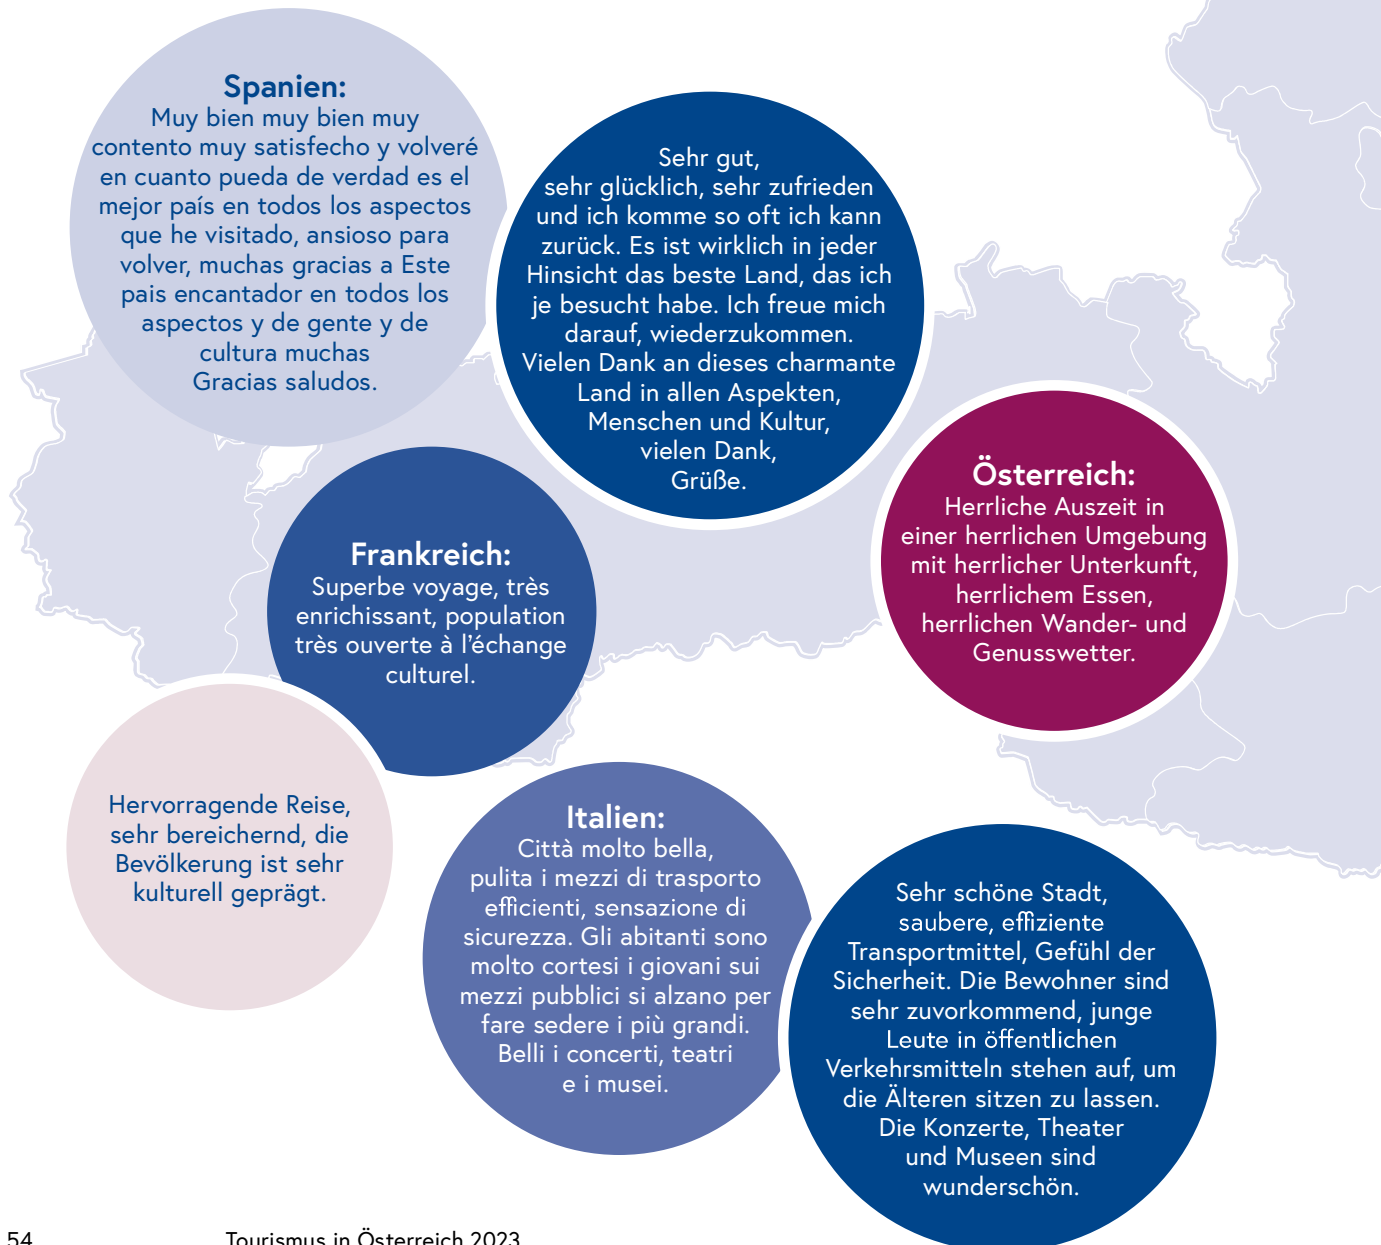 Spanien:
Muy bien muy bien muy
contento muy satisfecho y volveré
en cuanto pueda de verdad es el
mejor país en todos los aspectos
que he visitado, ansioso para
volver, muchas gracias a Este
pais encantador en todos los
aspectos y de gente y de
cultura muchas
Gracias saludos.
Sehr gut,
sehr glücklich, sehr zufrieden
und ich komme so oft ich kann
zurück. Es ist wirklich in jeder
Hinsicht das beste Land, das ich
je besucht habe. Ich freue mich
darauf, wiederzukommen.
Vielen Dank an dieses charmante
Land in allen Aspekten,
Menschen und Kultur,
vielen Dank,
Grüße.
Österreich:
Herrliche Auszeit in
einer herrlichen Umgebung
mit herrlicher Unterkunft,
herrlichem Essen,
herrlichen Wander- und
Genusswetter.
Frankreich:
Superbe voyage, très
enrichissant, population
très ouverte à l'échange
culturel.
Hervorragende Reise,
sehr bereichernd, die
Bevölkerung ist sehr
kulturell geprägt.
Italien:
Città molto bella,
pulita i mezzi di trasporto
efficienti, sensazione di
sicurezza. Gli abitanti sono
molto cortesi i giovani sui
mezzi pubblici si alzano per
fare sedere i più grandi.
Belli i concerti, teatri
e i musei.
Sehr schöne Stadt,
saubere, effiziente
Transportmittel, Gefühl der
Sicherheit. Die Bewohner sind
sehr zuvorkommend, junge
Leute in öffentlichen
Verkehrsmitteln stehen auf, um
die Älteren sitzen zu lassen.
Die Konzerte, Theater
und Museen sind
wunderschön.
54 Tourismus in Österreich 2023